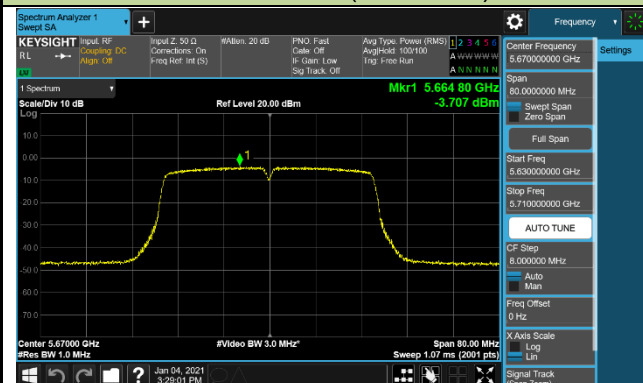 Spectrum Analyzer 1
Swept SA
+
Frequency
KEYSIGHT
RL
Input: RF
Coupling: DC
Align: Off
Input Z: 50 Ω
Corrections: On
Freq Ref: Int (S)
#Atten: 20 dB
PNO: Fast
Gate: Off
IF Gain: Low
Sig Track: Off
Avg Type: Power (RMS)
Avg|Hold: 100/100
Trig: Free Run
1 2 3 4 5 6
A W W W W W
A N N N N N
1 Spectrum
Scale/Div 10 dB
Log
Ref Level 20.00 dBm
Mkr1 5.664 80 GHz
-3.707 dBm
10.0
0.00
1
-10.0
-20.0
-30.0
-40.0
-50.0
-60.0
-70.0
Center 5.67000 GHz
#Res BW 1.0 MHz
#Video BW 3.0 MHz*
Span 80.00 MHz
Sweep 1.07 ms (2001 pts)
Jan 04, 2021
3:29:01 PM
?
Center Frequency
5.670000000 GHz
Settings
Span
80.0000000 MHz
Swept Span
Zero Span
Full Span
Start Freq
5.630000000 GHz
Stop Freq
5.710000000 GHz
AUTO TUNE
CF Step
8.000000 MHz
Auto
Man
Freq Offset
0 Hz
X Axis Scale
Log
Lin
Signal Track
(Span Zoom)